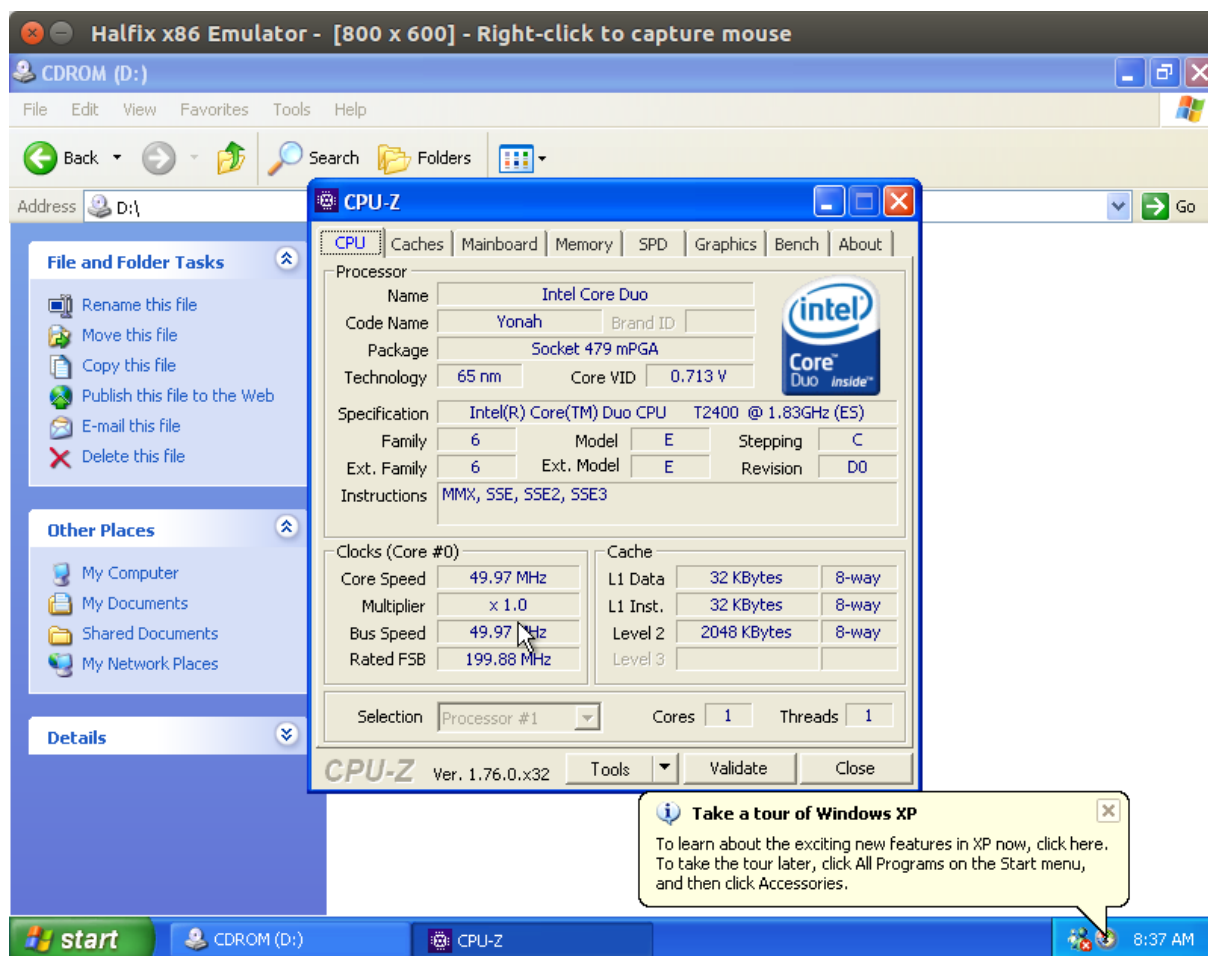 Halfix x86 Emulator - [800 x 600] - Right-click to capture mouse
CDROM (D:)
File Edit View Favorites Tools Help
Back Search Folders
Address D:\ Go
File and Folder Tasks
Rename this file
Move this file
Copy this file
Publish this file to the Web
E-mail this file
Delete this file
Other Places
My Computer
My Documents
Shared Documents
My Network Places
Details
CPU-Z
CPU Caches Mainboard Memory SPD Graphics Bench About
Processor
Name Intel Core Duo
Code Name Yonah Brand ID
Package Socket 479 mPGA
Technology 65 nm Core VID 0.713 V
intel
Core™
Duo inside™
Specification Intel(R) Core(TM) Duo CPU T2400 @ 1.83GHz (ES)
Family 6 Model E Stepping C
Ext. Family 6 Ext. Model E Revision D0
Instructions MMX, SSE, SSE2, SSE3
Clocks (Core #0)
Core Speed 49.97 MHz
Multiplier x 1.0
Bus Speed 49.97 MHz
Rated FSB 199.88 MHz
Cache
L1 Data 32 KBytes 8-way
L1 Inst. 32 KBytes 8-way
Level 2 2048 KBytes 8-way
Level 3
Selection Processor #1 Cores 1 Threads 1
CPU-Z Ver. 1.76.0.x32 Tools Validate Close
Take a tour of Windows XP
To learn about the exciting new features in XP now, click here.
To take the tour later, click All Programs on the Start menu,
and then click Accessories.
start CDROM (D:) CPU-Z 8:37 AM